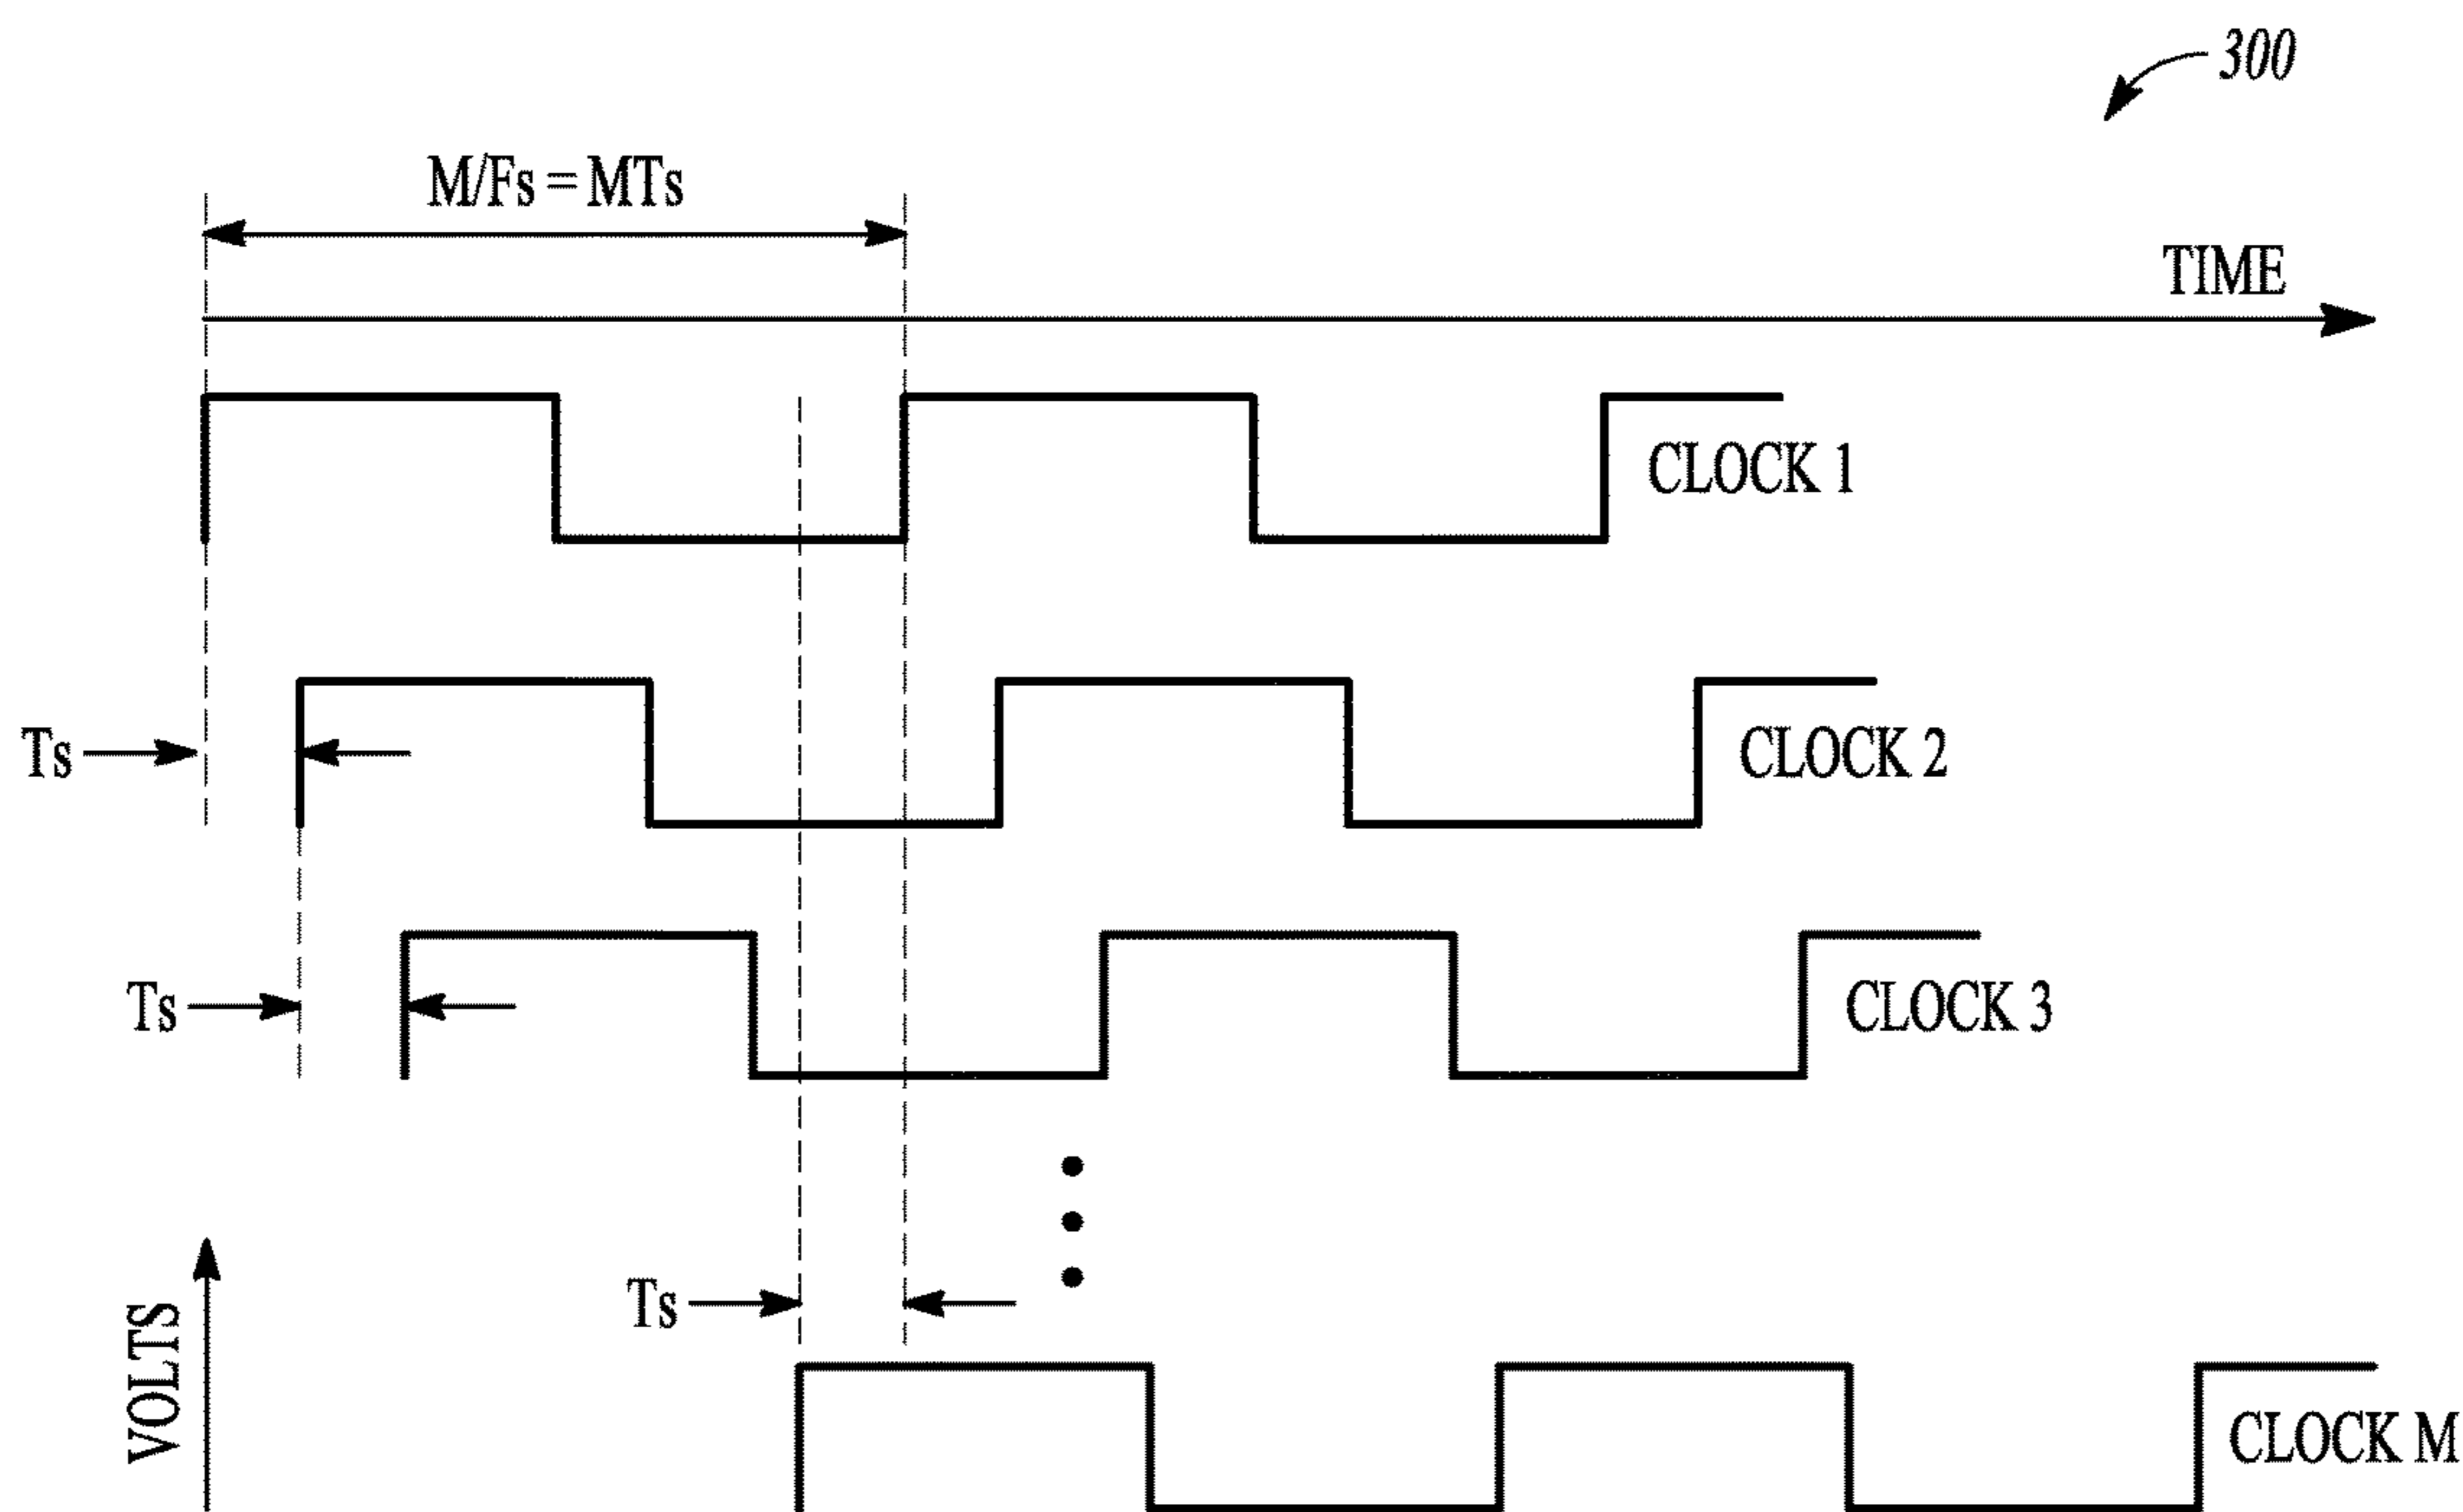 300
M/Fs = MTs
TIME
CLOCK 1
Ts
CLOCK 2
Ts
CLOCK 3
Ts
VOLTS
CLOCK M